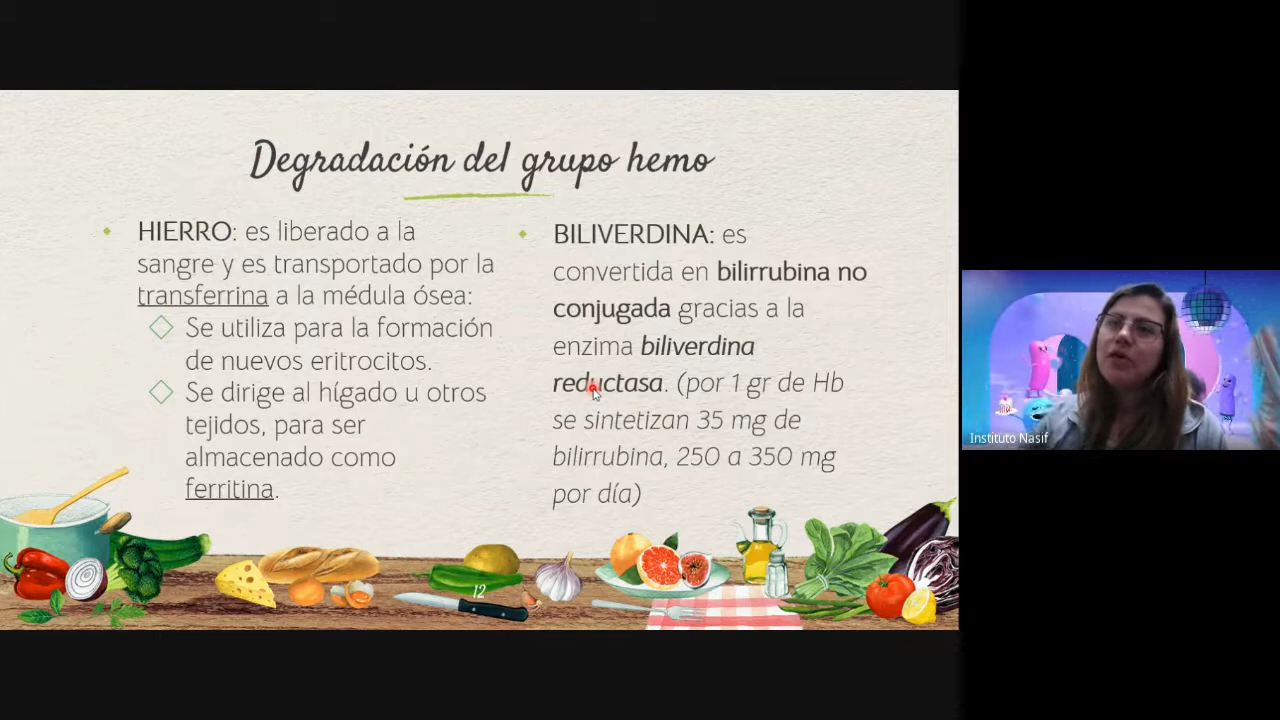 Degradación del grupo hemo
HIERRO: es liberado a la
sangre y es transportado por la
transferrina a la médula ósea:
Se utiliza para la formación
de nuevos eritrocitos.
Se dirige al hígado u otros
tejidos, para ser
almacenado como
ferritina.
BILIVERDINA: es
convertida en bilirrubina no
conjugada gracias a la
enzima biliverdina
reductasa. (por 1 gr de Hb
se sintetizan 35 mg de
bilirrubina, 250 a 350 mg
por día)
12
Instituto Nasif